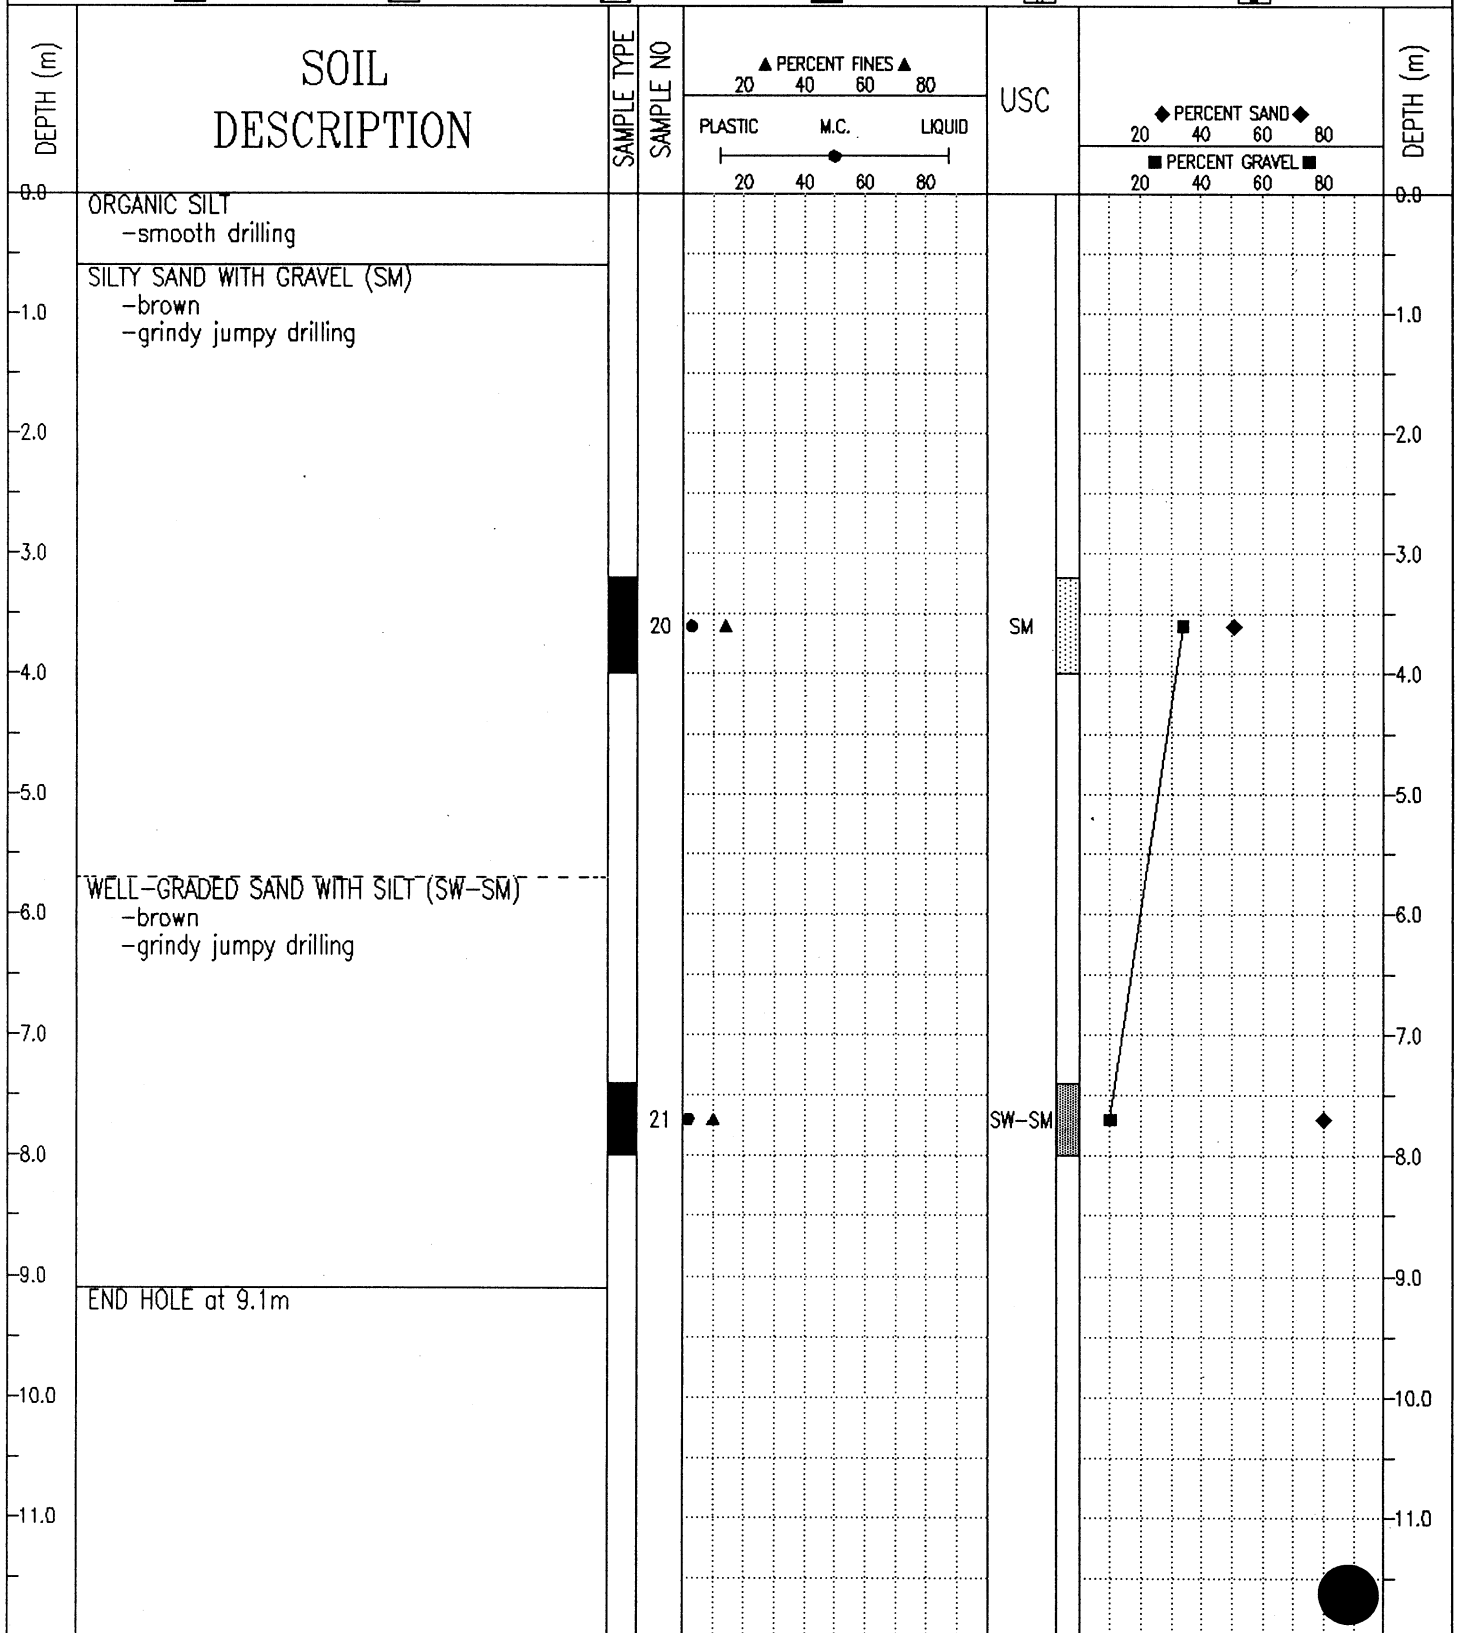 DEPTH (m)
SOIL
DESCRIPTION
SAMPLE TYPE
SAMPLE NO
▲ PERCENT FINES ▲
20 40 60 80
PLASTIC M.C. LIQUID
20 40 60 80
USC
◆ PERCENT SAND ◆
20 40 60 80
■ PERCENT GRAVEL ■
20 40 60 80
DEPTH (m)
0.0 0.0
ORGANIC SILT
-smooth drilling
SILTY SAND WITH GRAVEL (SM)
-brown
1.0 1.0
-grindy jumpy drilling
2.0 2.0
3.0 3.0
20 SM
4.0 4.0
5.0 5.0
WELL-GRADED SAND WITH SILT (SW-SM)
6.0 6.0
-brown
-grindy jumpy drilling
7.0 7.0
21 SW-SM
8.0 8.0
9.0 9.0
END HOLE at 9.1m
10.0 10.0
11.0 11.0